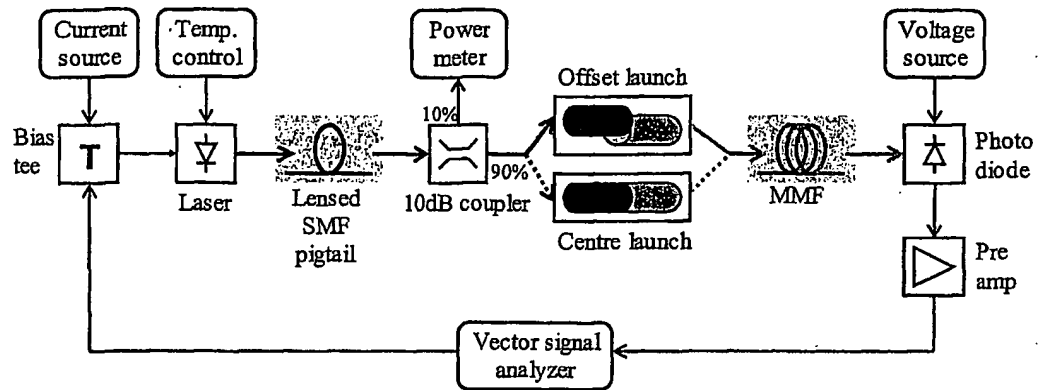 Current
source
Temp.
control
Power
meter
Voltage
source
Offset launch
10%
Bias
tee
T
90%
Photo
diode
Laser
Lensed
SMF
pigtail
10dB coupler
MMF
Centre launch
Pre
amp
Vector signal
analyzer